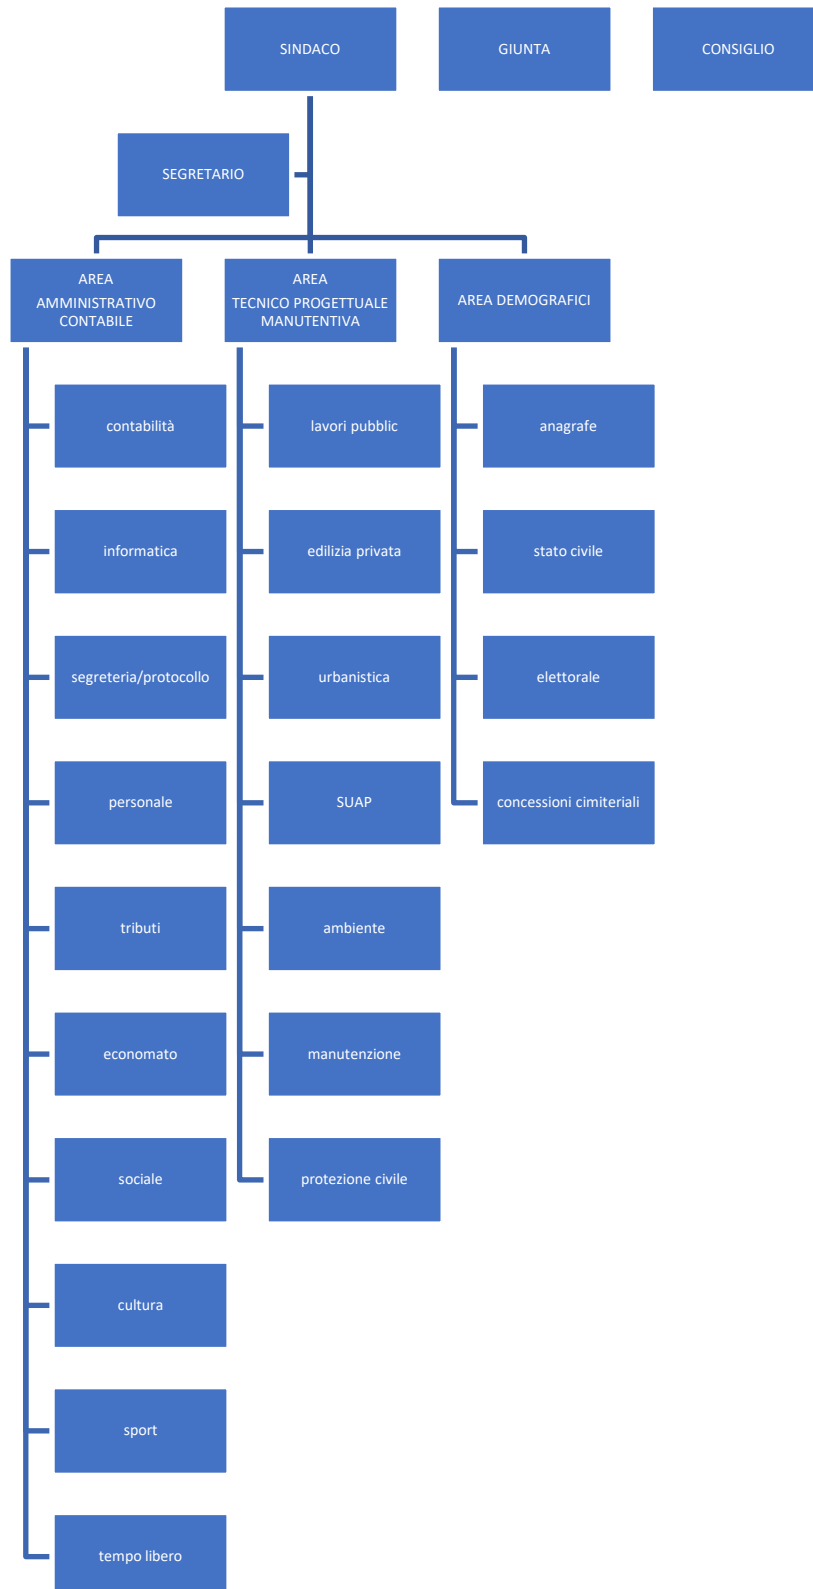 SINDACO
GIUNTA
CONSIGLIO
SEGRETARIO
AREA
AMMINISTRATIVO
CONTABILE
AREA
TECNICO PROGETTUALE
MANUTENTIVA
AREA DEMOGRAFICI
contabilità
informatica
segreteria/protocollo
personale
tributi
economato
sociale
cultura
sport
tempo libero
lavori pubblic
edilizia privata
urbanistica
SUAP
ambiente
manutenzione
protezione civile
anagrafe
stato civile
elettorale
concessioni cimiteriali